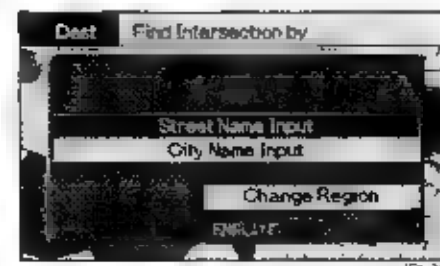 Dest Find Intersection by
Street Name Input
City Name Input
Change Region